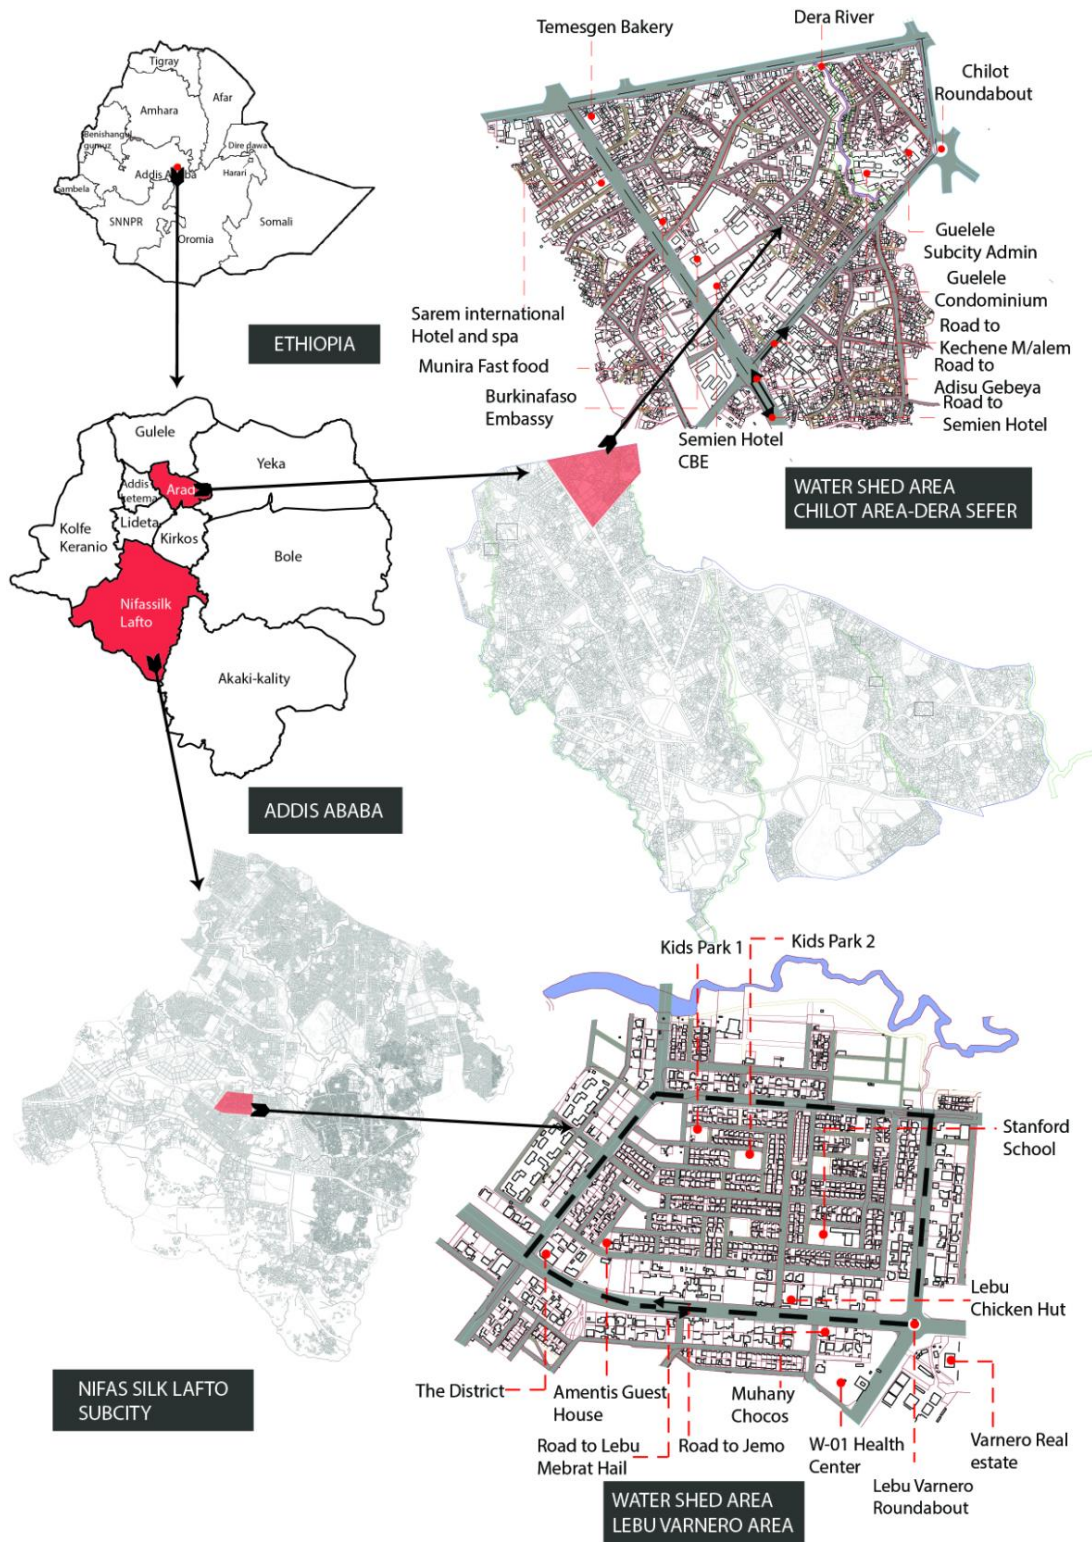 Tigray
Amhara
Afar
Benishangul
gumuz
Dire dawa
Harari
Addis Ababa
Gambela
SNNPR
Oromia
Somali
ETHIOPIA
Temesgen Bakery
Dera River
Chilot
Roundabout
Guelele
Subcity Admin
Guelele
Condominium
Road to
Kechene M/alem
Road to
Adisu Gebeya
Road to
Semien Hotel
Sarem international
Hotel and spa
Munira Fast food
Burkinafaso
Embassy
Semien Hotel
CBE
WATER SHED AREA
CHILOT AREA-DERA SEFER
Gulele
Yeka
Addis
ketema
Arad
Lideta
Kirkos
Kolfe
Keranio
Bole
Nifassilk
Lafto
Akaki-kality
ADDIS ABABA
Kids Park 1
Kids Park 2
Stanford
School
Lebu
Chicken Hut
The District
Amentis Guest
House
Muhany
Chocos
Road to Lebu
Mebrat Hail
Road to Jemo
W-01 Health
Center
Varnero Real
estate
Lebu Varnero
Roundabout
NIFAS SILK LAFTO
SUBCITY
WATER SHED AREA
LEBU VARNERO AREA